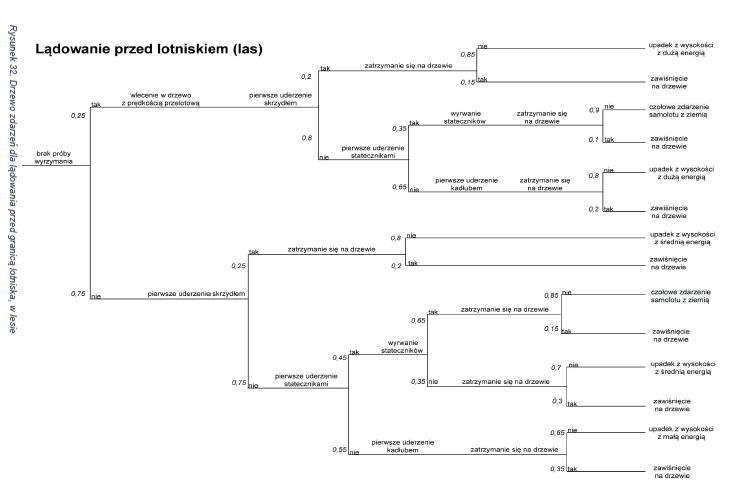 Rysunek 32. Drzewo zdarzeń dla lądowania przed granicą lotniska, w lesie
Lądowanie przed lotniskiem (las)
brak próby
wyrzymania
0,25
tak
wlecenie w drzewo
z prędkością przelotową
pierwsze uderzenie
skrzydłem
0,2
tak
zatrzymanie się na drzewie
0,85
nie
upadek z wysokości
z dużą energią
0,15
tak
zawiśnięcie
na drzewie
0,8
nie
pierwsze uderzenie
statecznikami
0,35
tak
wyrwanie
stateczników
zatrzymanie się
na drzewie
0,9
nie
czołowe zdarzenie
samolotu z ziemią
0,1
tak
zawiśnięcie
na drzewie
0,65
nie
pierwsze uderzenie
kadłubem
zatrzymanie się
na drzewie
0,8
nie
upadek z wysokości
z dużą energią
0,2
tak
zawiśnięcie
na drzewie
0,75
nie
pierwsze uderzenie skrzydłem
0,25
tak
zatrzymanie się na drzewie
0,8
nie
upadek z wysokości
z średnią energią
0,2
tak
zawiśnięcie
na drzewie
0,75
nie
pierwsze uderzenie
statecznikami
0,45
tak
wyrwanie
stateczników
0,65
tak
zatrzymanie się na drzewie
0,85
nie
czołowe zdarzenie
samolotu z ziemią
0,15
tak
zawiśnięcie
na drzewie
0,35
nie
zatrzymanie się na drzewie
0,7
nie
upadek z wysokości
z średnią energią
0,3
tak
zawiśnięcie
na drzewie
0,55
nie
pierwsze uderzenie
kadłubem
zatrzymanie się na drzewie
0,65
nie
upadek z wysokości
z małą energią
0,35
tak
zawiśnięcie
na drzewie